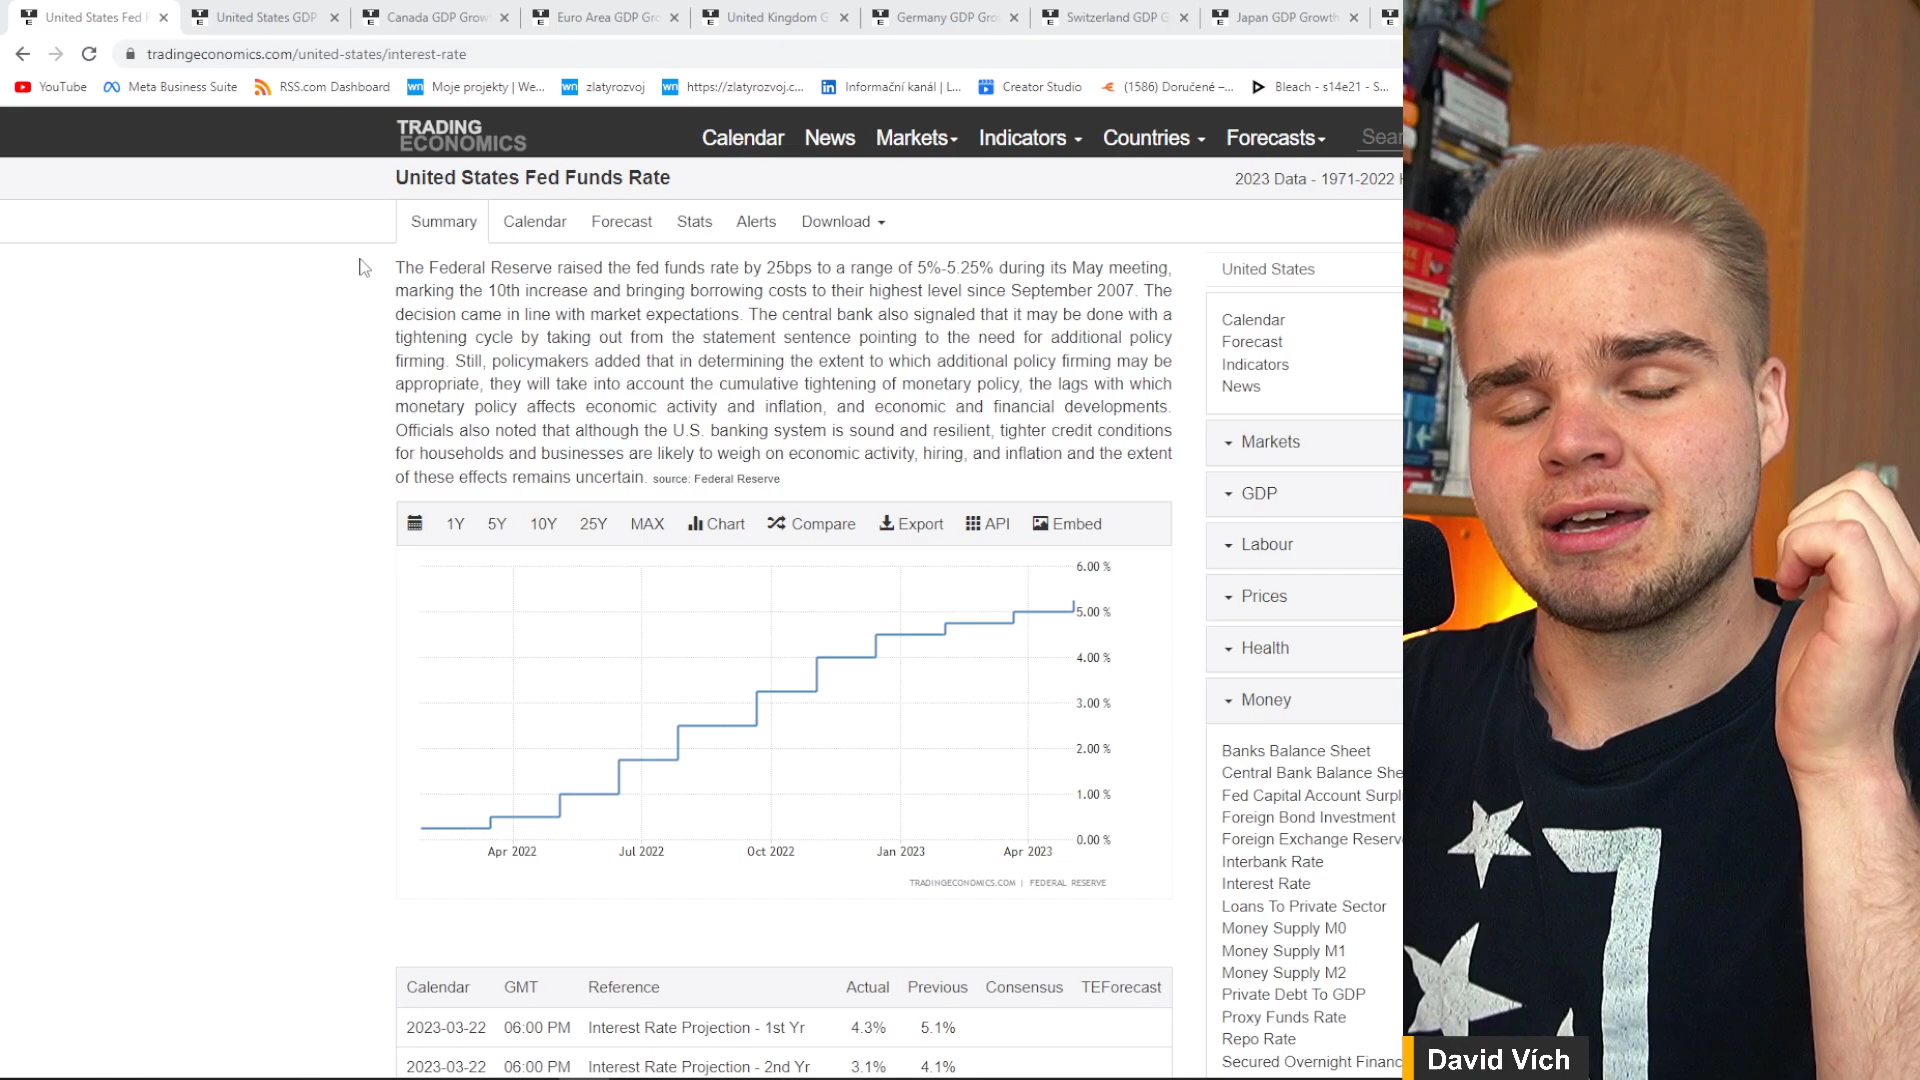 United States Fed F
United States GDP
Canada GDP Grow
Euro Area GDP Gr
United Kingdom G
Germany GDP Gro
Switzerland GDP G
Japan GDP Growth
tradingeconomics.com/united-states/interest-rate
YouTube
Meta Business Suite
RSS.com Dashboard
Moje projekty | We...
zlatyrozvoj
https://zlatyrozvoj.c...
Informační kanál | L...
Creator Studio
(1586) Doručené –...
Bleach - s14e21 - S...
TRADING
ECONOMICS
Calendar
News
Markets
Indicators
Countries
Forecasts
Sear
United States Fed Funds Rate
2023 Data - 1971-2022 H
Summary
Calendar
Forecast
Stats
Alerts
Download
The Federal Reserve raised the fed funds rate by 25bps to a range of 5%-5.25% during its May meeting,
marking the 10th increase and bringing borrowing costs to their highest level since September 2007. The
decision came in line with market expectations. The central bank also signaled that it may be done with a
tightening cycle by taking out from the statement sentence pointing to the need for additional policy
firming. Still, policymakers added that in determining the extent to which additional policy firming may be
appropriate, they will take into account the cumulative tightening of monetary policy, the lags with which
monetary policy affects economic activity and inflation, and economic and financial developments.
Officials also noted that although the U.S. banking system is sound and resilient, tighter credit conditions
for households and businesses are likely to weigh on economic activity, hiring, and inflation and the extent
of these effects remains uncertain. source: Federal Reserve
1Y
5Y
10Y
25Y
MAX
Chart
Compare
Export
API
Embed
6.00 %
5.00 %
4.00 %
3.00 %
2.00 %
1.00 %
0.00 %
Apr 2022
Jul 2022
Oct 2022
Jan 2023
Apr 2023
TRADINGECONOMICS.COM | FEDERAL RESERVE
Calendar GMT Reference Actual Previous Consensus TEForecast
2023-03-22 06:00 PM Interest Rate Projection - 1st Yr 4.3% 5.1%
2023-03-22 06:00 PM Interest Rate Projection - 2nd Yr 3.1% 4.1%
United States
Calendar
Forecast
Indicators
News
Markets
GDP
Labour
Prices
Health
Money
Banks Balance Sheet
Central Bank Balance She
Fed Capital Account Surpl
Foreign Bond Investment
Foreign Exchange Reserv
Interbank Rate
Interest Rate
Loans To Private Sector
Money Supply M0
Money Supply M1
Money Supply M2
Private Debt To GDP
Proxy Funds Rate
Repo Rate
Secured Overnight Financ
David Vích